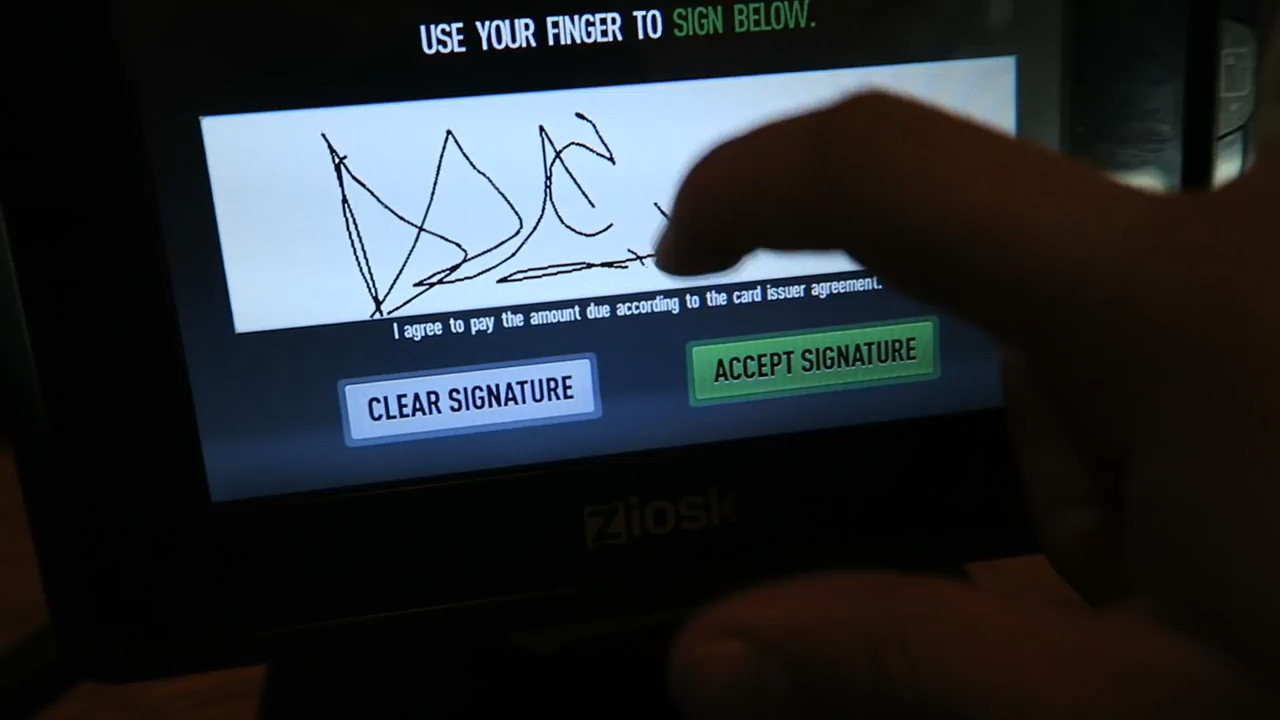 USE YOUR FINGER TO SIGN BELOW.
I agree to pay the amount due according to the card issuer agreement.
CLEAR SIGNATURE
ACCEPT SIGNATURE
Ziosk